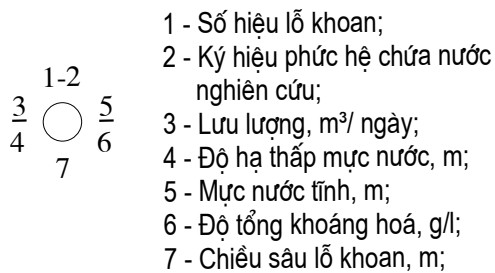 1-2
3
4
5
6
7
1 - Số hiệu lỗ khoan;
2 - Ký hiệu phức hệ chứa nước
nghiên cứu;
3 - Lưu lượng, m³/ ngày;
4 - Độ hạ thấp mực nước, m;
5 - Mực nước tĩnh, m;
6 - Độ tổng khoáng hoá, g/l;
7 - Chiều sâu lỗ khoan, m;